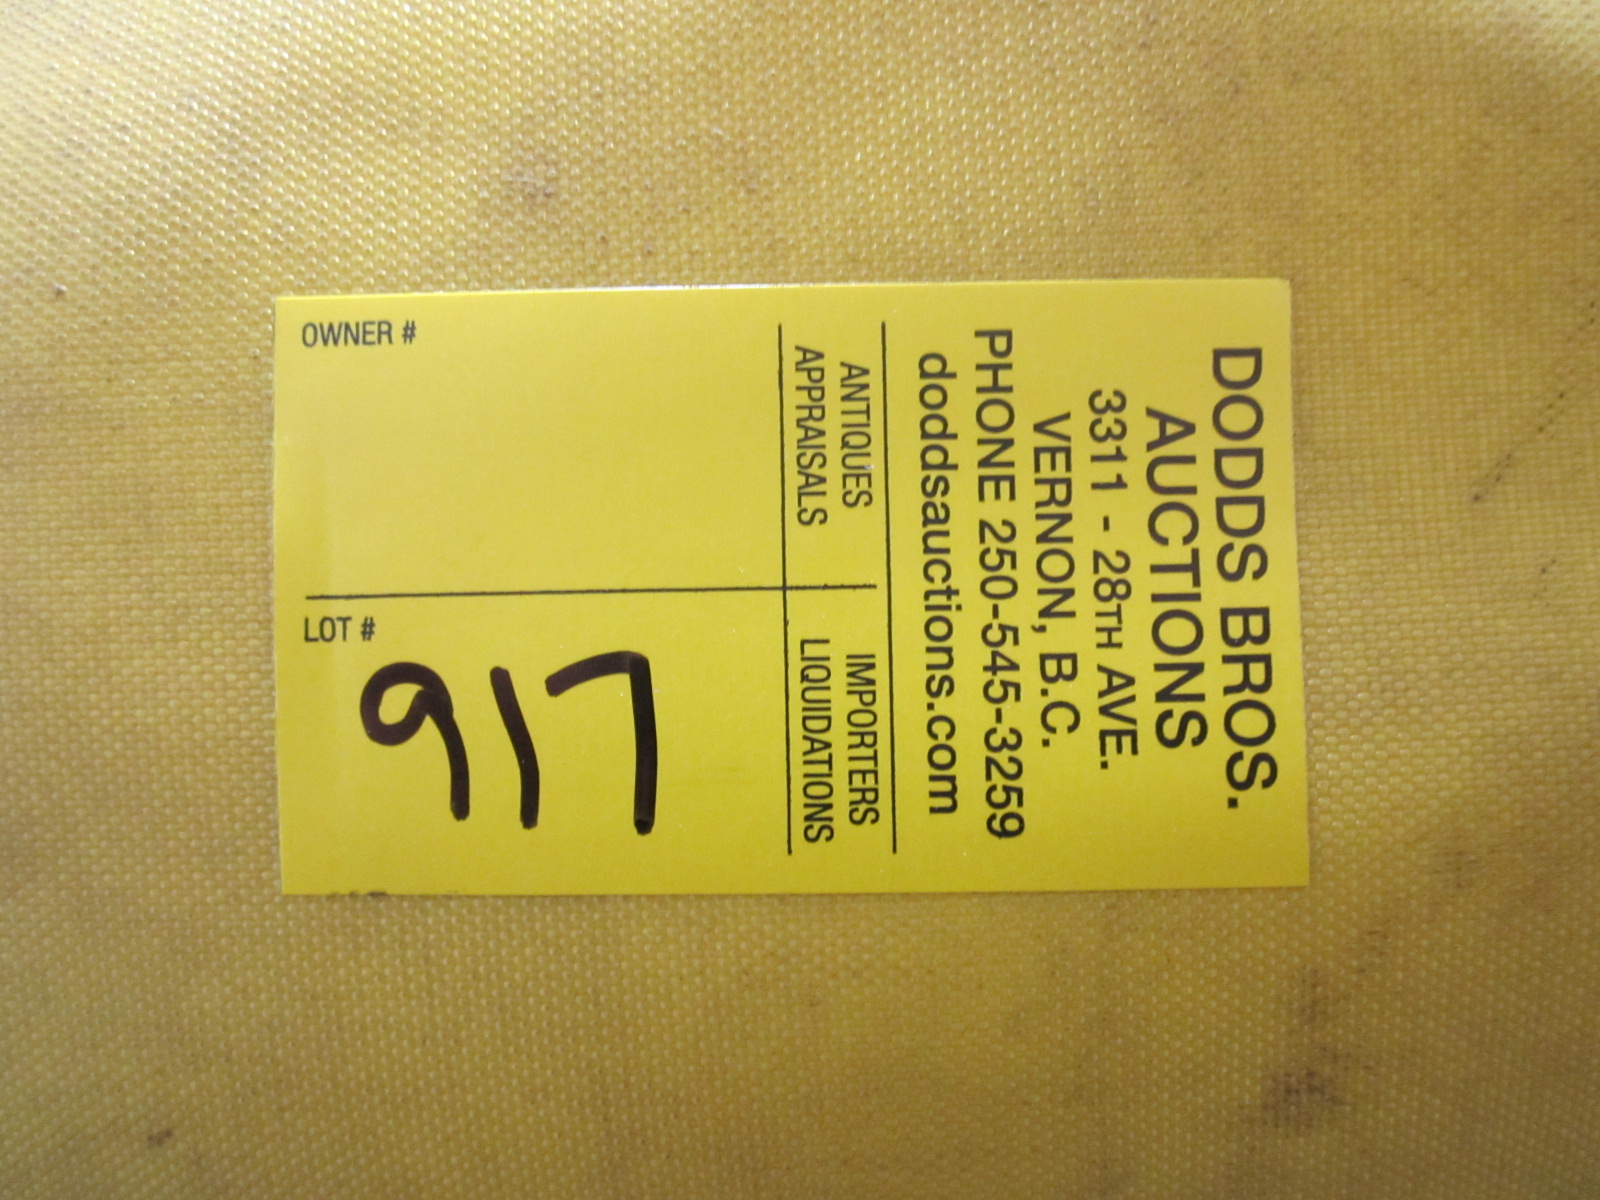 DODDS BROS.
AUCTIONS
3311 - 28TH AVE.
VERNON, B.C.
PHONE 250-545-3259
doddsauctions.com
ANTIQUES IMPORTERS
APPRAISALS LIQUIDATIONS
OWNER #
LOT #
917